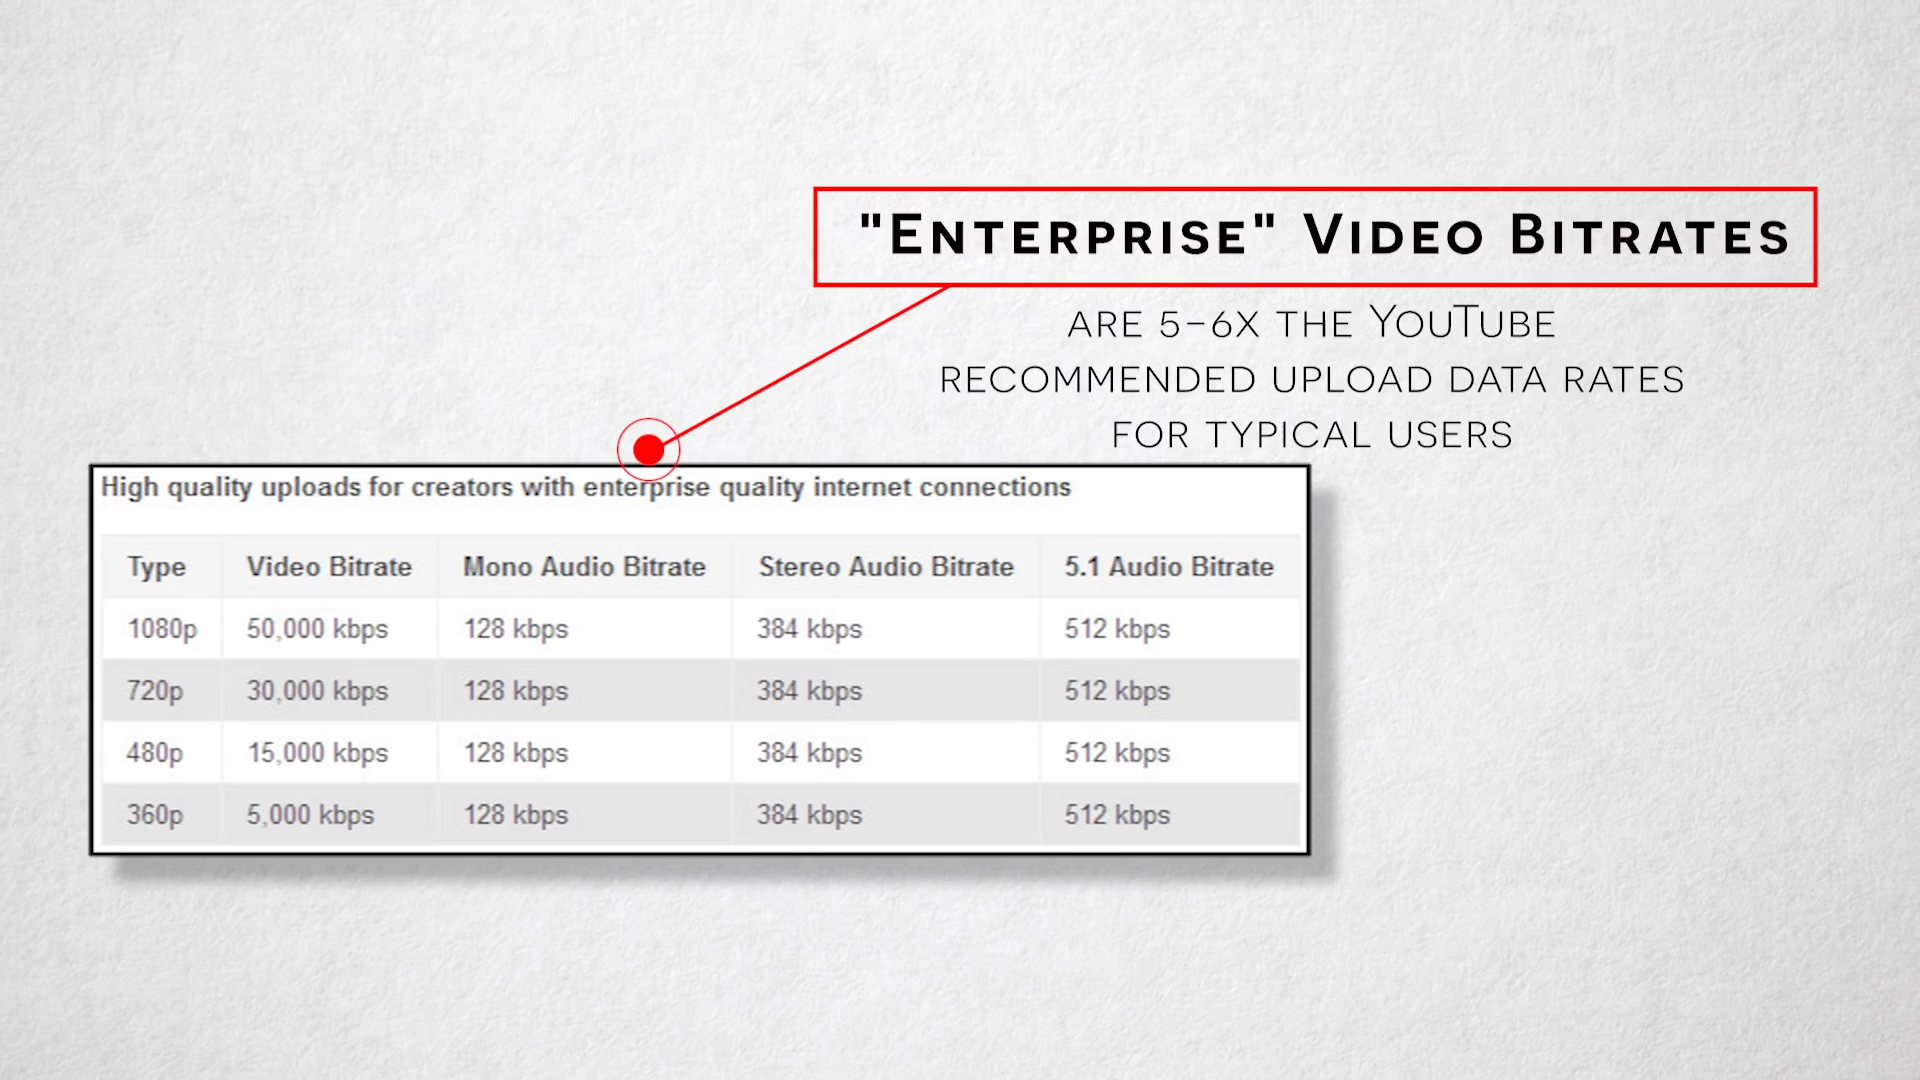 "Enterprise" Video Bitrates
are 5-6x the YouTube
recommended upload data rates
for typical users
High quality uploads for creators with enterprise quality internet connections
Type Video Bitrate Mono Audio Bitrate Stereo Audio Bitrate 5.1 Audio Bitrate
1080p 50,000 kbps 128 kbps 384 kbps 512 kbps
720p 30,000 kbps 128 kbps 384 kbps 512 kbps
480p 15,000 kbps 128 kbps 384 kbps 512 kbps
360p 5,000 kbps 128 kbps 384 kbps 512 kbps